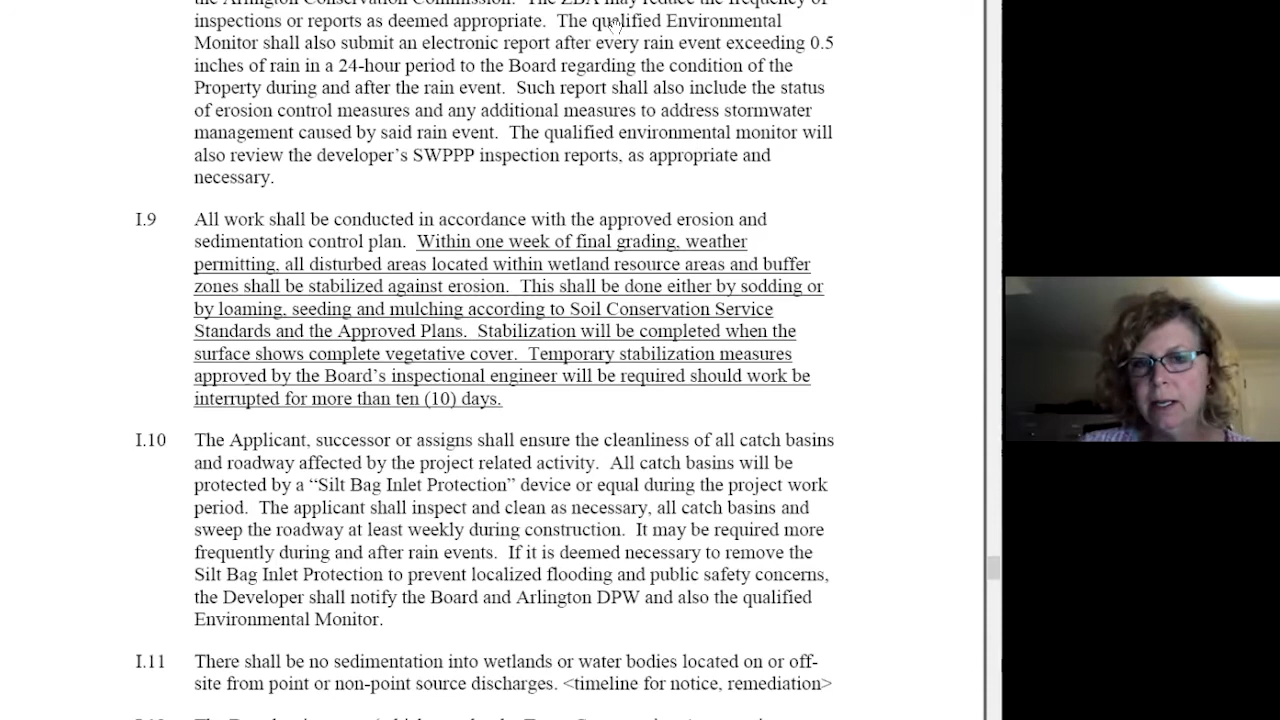 the Arlington Conservation Commission. The ZBA may reduce the frequency of
inspections or reports as deemed appropriate. The qualified Environmental
Monitor shall also submit an electronic report after every rain event exceeding 0.5
inches of rain in a 24-hour period to the Board regarding the condition of the
Property during and after the rain event. Such report shall also include the status
of erosion control measures and any additional measures to address stormwater
management caused by said rain event. The qualified environmental monitor will
also review the developer’s SWPPP inspection reports, as appropriate and
necessary.
I.9 All work shall be conducted in accordance with the approved erosion and
sedimentation control plan. Within one week of final grading, weather
permitting, all disturbed areas located within wetland resource areas and buffer
zones shall be stabilized against erosion. This shall be done either by sodding or
by loaming, seeding and mulching according to Soil Conservation Service
Standards and the Approved Plans. Stabilization will be completed when the
surface shows complete vegetative cover. Temporary stabilization measures
approved by the Board’s inspectional engineer will be required should work be
interrupted for more than ten (10) days.
I.10 The Applicant, successor or assigns shall ensure the cleanliness of all catch basins
and roadway affected by the project related activity. All catch basins will be
protected by a “Silt Bag Inlet Protection” device or equal during the project work
period. The applicant shall inspect and clean as necessary, all catch basins and
sweep the roadway at least weekly during construction. It may be required more
frequently during and after rain events. If it is deemed necessary to remove the
Silt Bag Inlet Protection to prevent localized flooding and public safety concerns,
the Developer shall notify the Board and Arlington DPW and also the qualified
Environmental Monitor.
I.11 There shall be no sedimentation into wetlands or water bodies located on or off-
site from point or non-point source discharges. <timeline for notice, remediation>